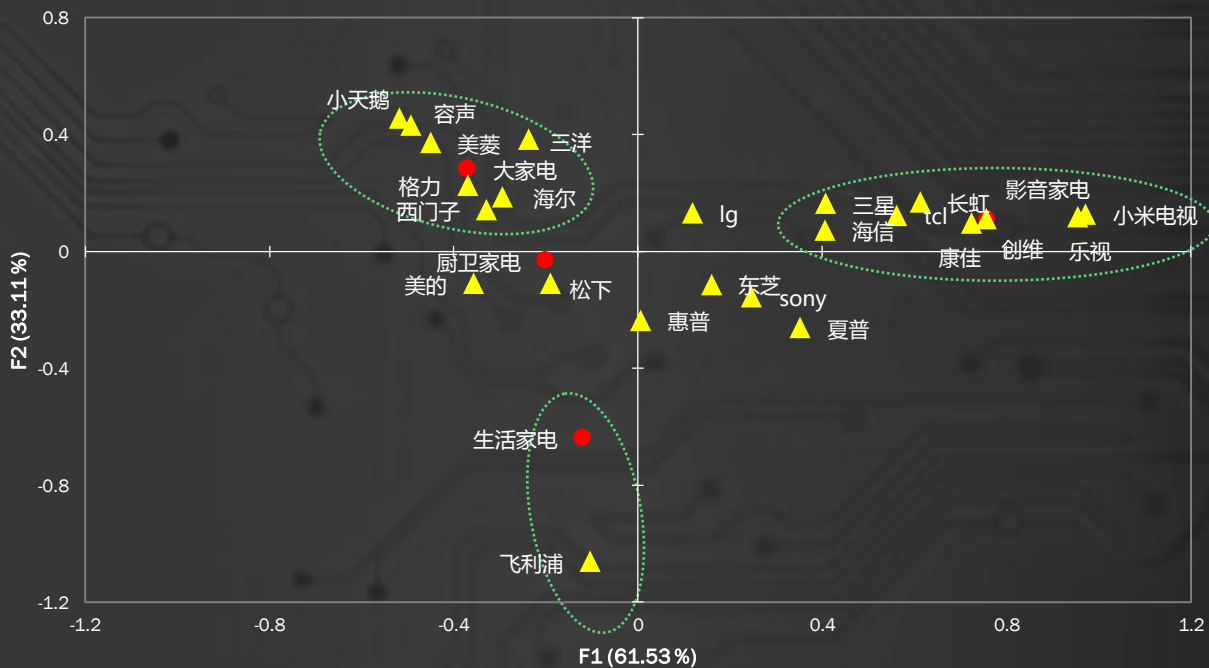 0.8
小天鹅
容声
0.4
美菱
三洋
大家电
格力
海尔
西门子
影音家电
lg
三星
长虹
tcl
小米电视
海信
创维
乐视
康佳
0
厨卫家电
美的
松下
东芝
sony
惠普
夏普
F2 (33.11 %)
-0.4
生活家电
-0.8
飞利浦
-1.2
-1.2
-0.8
-0.4
0
0.4
0.8
1.2
F1 (61.53 %)